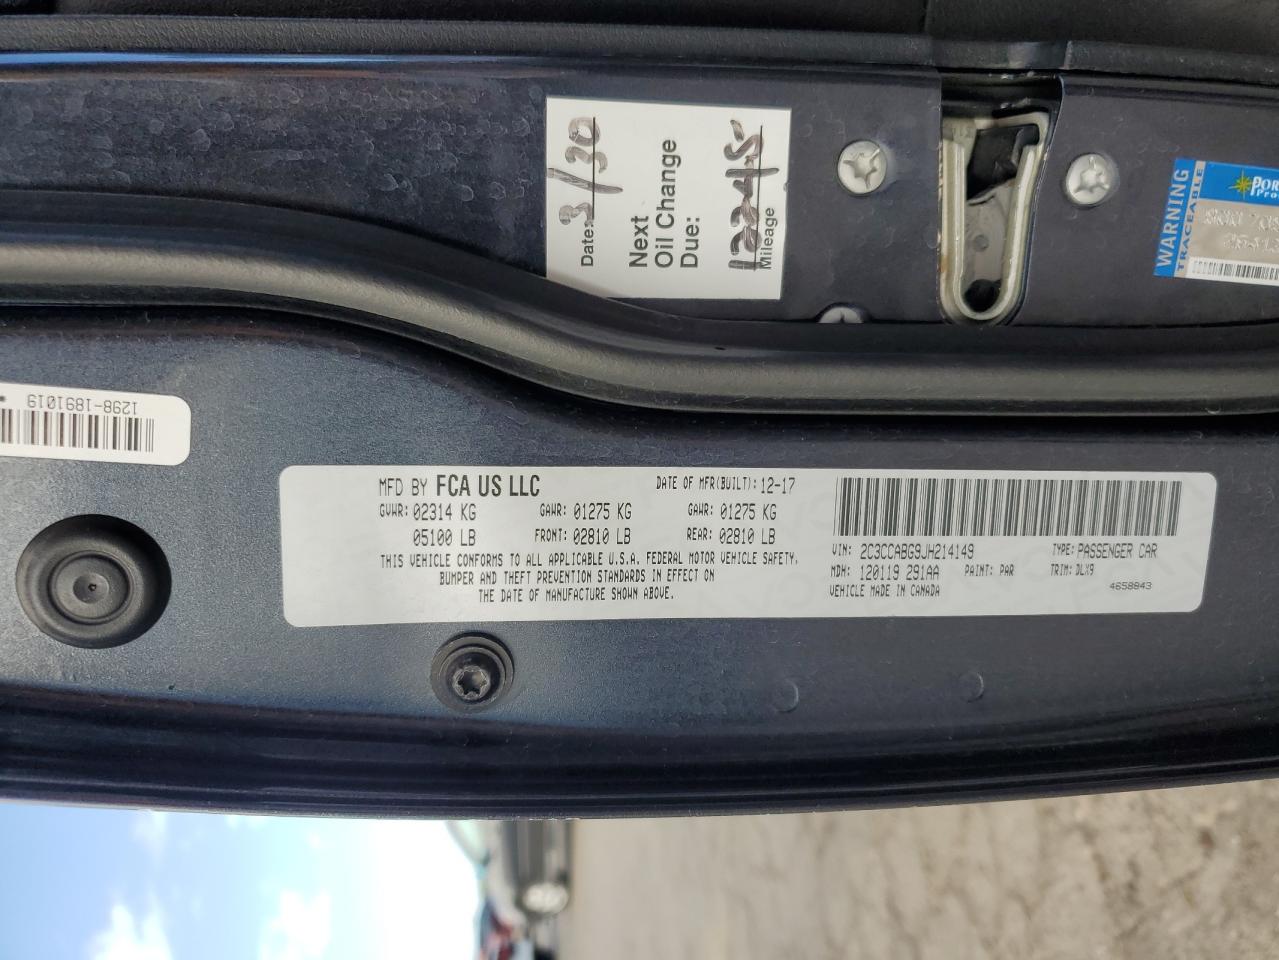 3/30
Date:
Next
Oil Change
Due:
Mileage
WARNING
TRACEABLE
1298-1891019
MFD BY FCA US LLC
DATE OF MFR(BUILT): 12-17
GVWR: 02314 KG
GAWR: 01275 KG
GAWR: 01275 KG
05100 LB
FRONT: 02810 LB
REAR: 02810 LB
THIS VEHICLE CONFORMS TO ALL APPLICABLE U.S.A. FEDERAL MOTOR VEHICLE SAFETY,
BUMPER AND THEFT PREVENTION STANDARDS IN EFFECT ON
THE DATE OF MANUFACTURE SHOWN ABOVE.
VIN: 2C3CCABG9JH214149
TYPE: PASSENGER CAR
MDH: 120119 291AA
PAINT: PAR
TRIM: DLX9
VEHICLE MADE IN CANADA
4658843